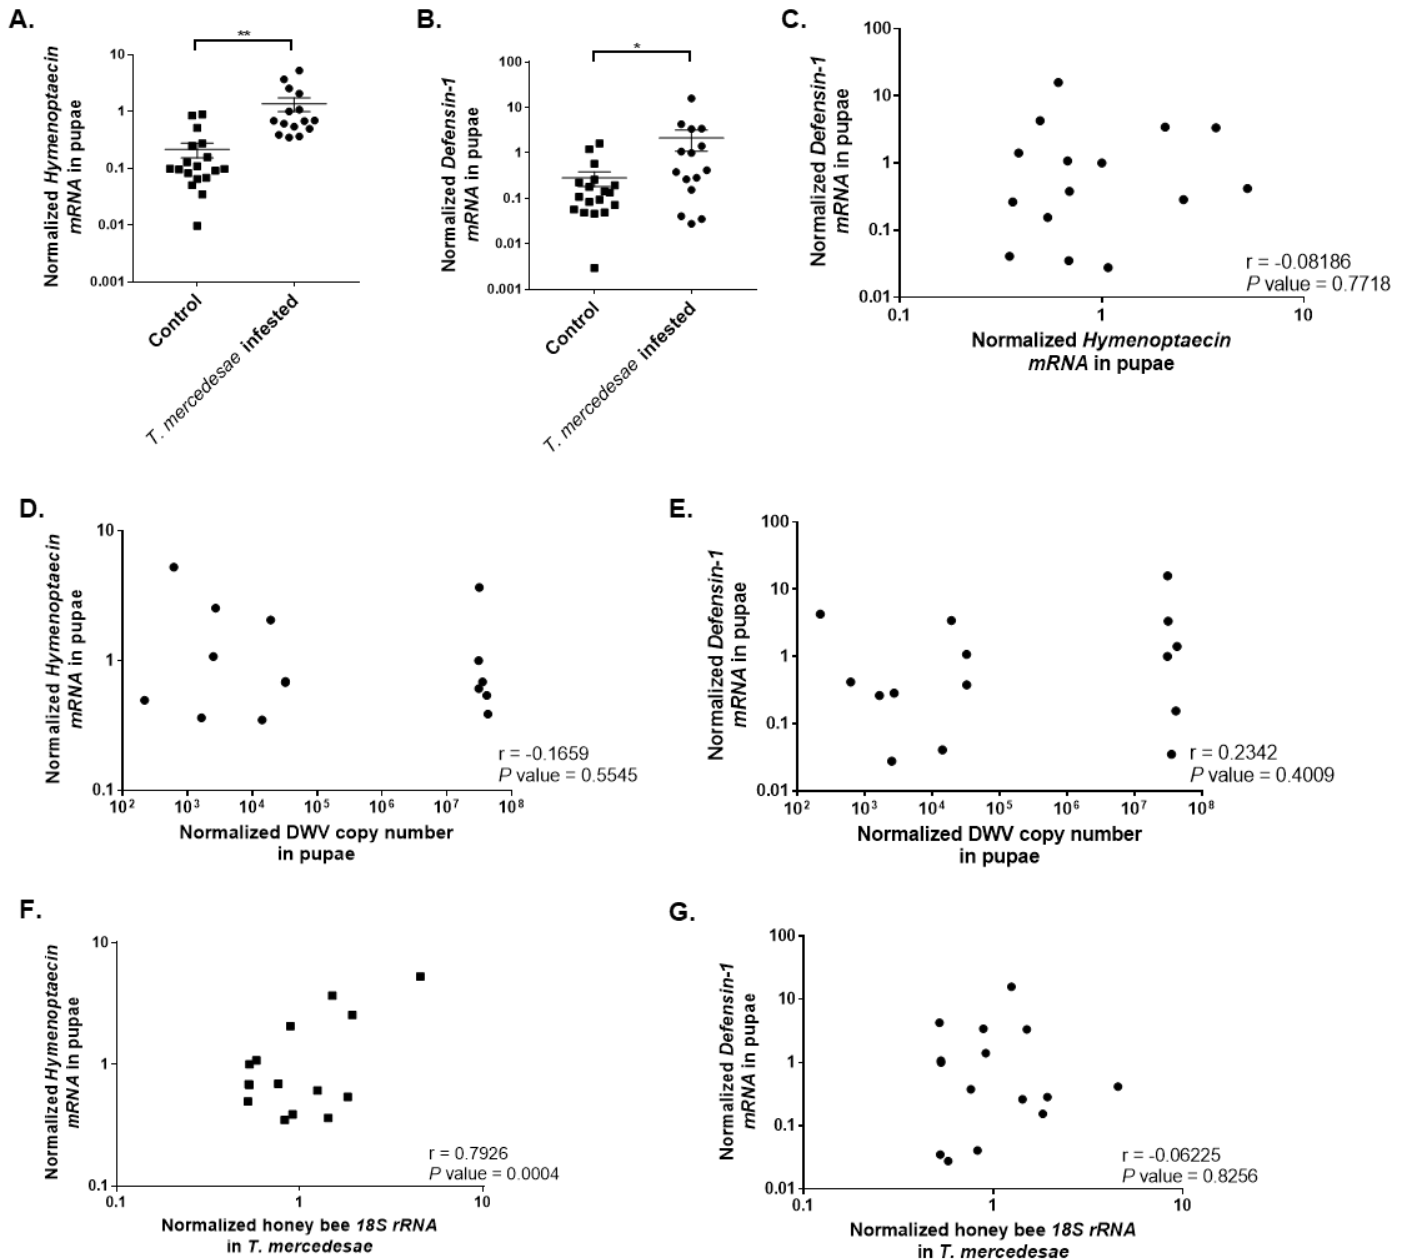 A.
**
Normalized Hymenoptaecin
mRNA in pupae
10
1
0.1
0.01
0.001
Control
T. mercedesae infested
B.
*
Normalized Defensin-1
mRNA in pupae
100
10
1
0.1
0.01
0.001
Control
T. mercedesae infested
C.
Normalized Defensin-1
mRNA in pupae
100
10
1
0.1
0.01
r = -0.08186
P value = 0.7718
0.1 1 10
Normalized Hymenoptaecin
mRNA in pupae
D.
Normalized Hymenoptaecin
mRNA in pupae
10
1
0.1
r = -0.1659
P value = 0.5545
10² 10³ 10⁴ 10⁵ 10⁶ 10⁷ 10⁸
Normalized DWV copy number
in pupae
E.
Normalized Defensin-1
mRNA in pupae
100
10
1
0.1
0.01
r = 0.2342
P value = 0.4009
10² 10³ 10⁴ 10⁵ 10⁶ 10⁷ 10⁸
Normalized DWV copy number
in pupae
F.
Normalized Hymenoptaecin
mRNA in pupae
10
1
0.1
r = 0.7926
P value = 0.0004
0.1 1 10
Normalized honey bee 18S rRNA
in T. mercedesae
G.
Normalized Defensin-1
mRNA in pupae
100
10
1
0.1
0.01
r = -0.06225
P value = 0.8256
0.1 1 10
Normalized honey bee 18S rRNA
in T. mercedesae